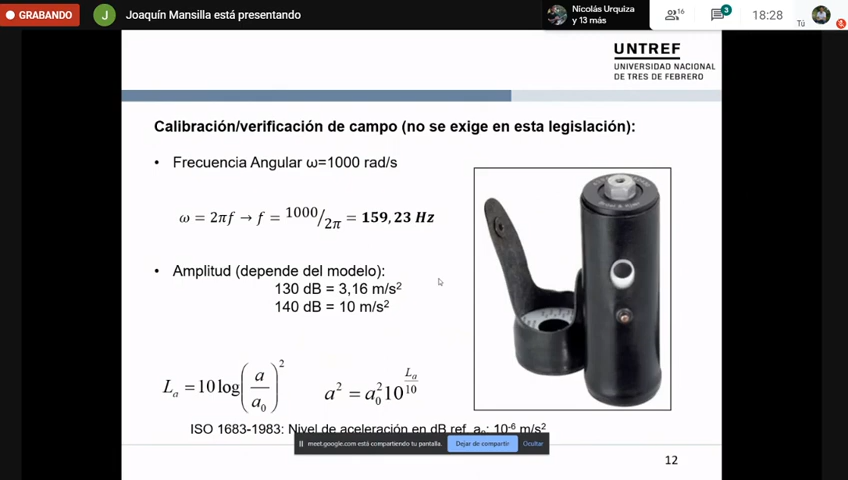 GRABANDO
J
Joaquín Mansilla está presentando
Nicolás Urquiza
y 13 más
16
3
18:28
Tú
UNTREF
UNIVERSIDAD NACIONAL
DE TRES DE FEBRERO
Calibración/verificación de campo (no se exige en esta legislación):
• Frecuencia Angular ω=1000 rad/s
ω = 2πf → f = 1000/2π = 159,23 Hz
• Amplitud (depende del modelo):
130 dB = 3,16 m/s²
140 dB = 10 m/s²
Lₐ = 10 log(a/a₀)²
a² = a₀² 10^(Lₐ/10)
ISO 1683-1983: Nivel de aceleración en dB ref. a₀: 10⁻⁶ m/s²
meet.google.com está compartiendo tu pantalla.
Dejar de compartir
Ocultar
12